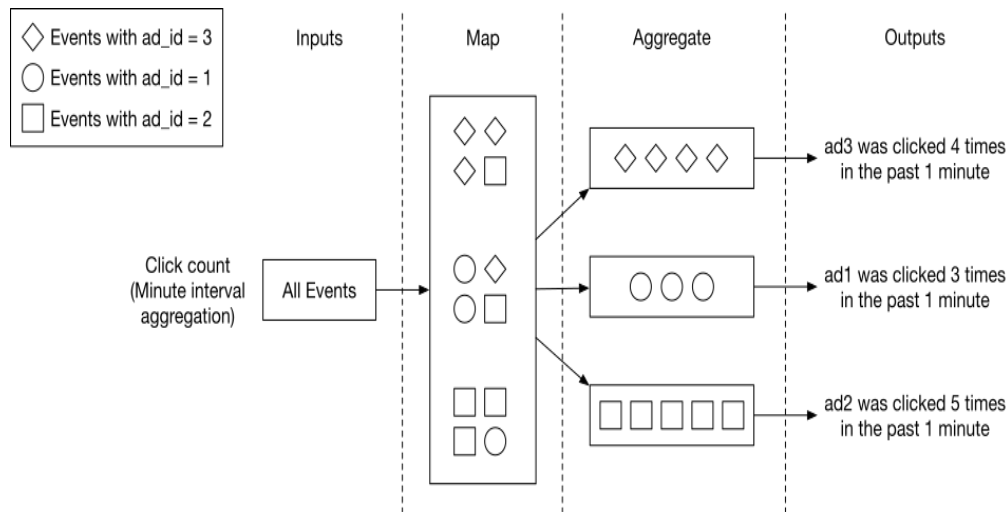 Events with ad_id = 3
Events with ad_id = 1
Events with ad_id = 2
Inputs
Map
Aggregate
Outputs
Click count
(Minute interval
aggregation)
All Events
ad3 was clicked 4 times
in the past 1 minute
ad1 was clicked 3 times
in the past 1 minute
ad2 was clicked 5 times
in the past 1 minute